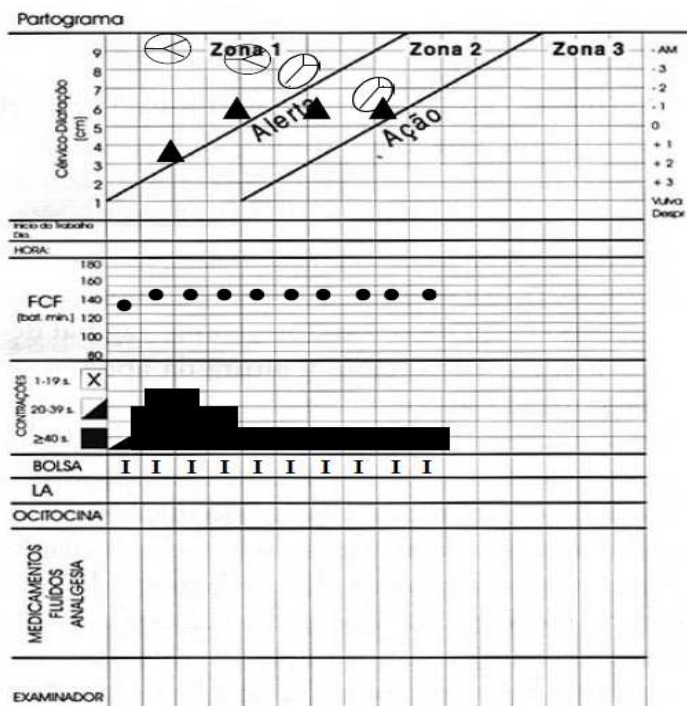 Partograma
Zona 1 Zona 2 Zona 3
Cérvico-Dilatação
(cm)
9
8
7
6
5
4
3
2
1
- AM
- 3
- 2
- 1
0
+ 1
+ 2
+ 3
Vulva
Despr
Alerta
Ação
Início do Trabalho
Dia.
HORA:
FCF
(bat. min.)
180
160
140
120
100
80
CONTRAÇÕES
1-19 s. X
20-39 s.
≥40 s.
BOLSA I I I I I I I I I I
LA
OCITOCINA
MEDICAMENTOS
FLUÍDOS
ANALGESIA
EXAMINADOR